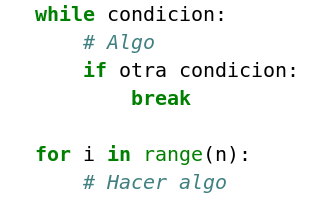 while condicion:
    # Algo
    if otra condicion:
        break

for i in range(n):
    # Hacer algo